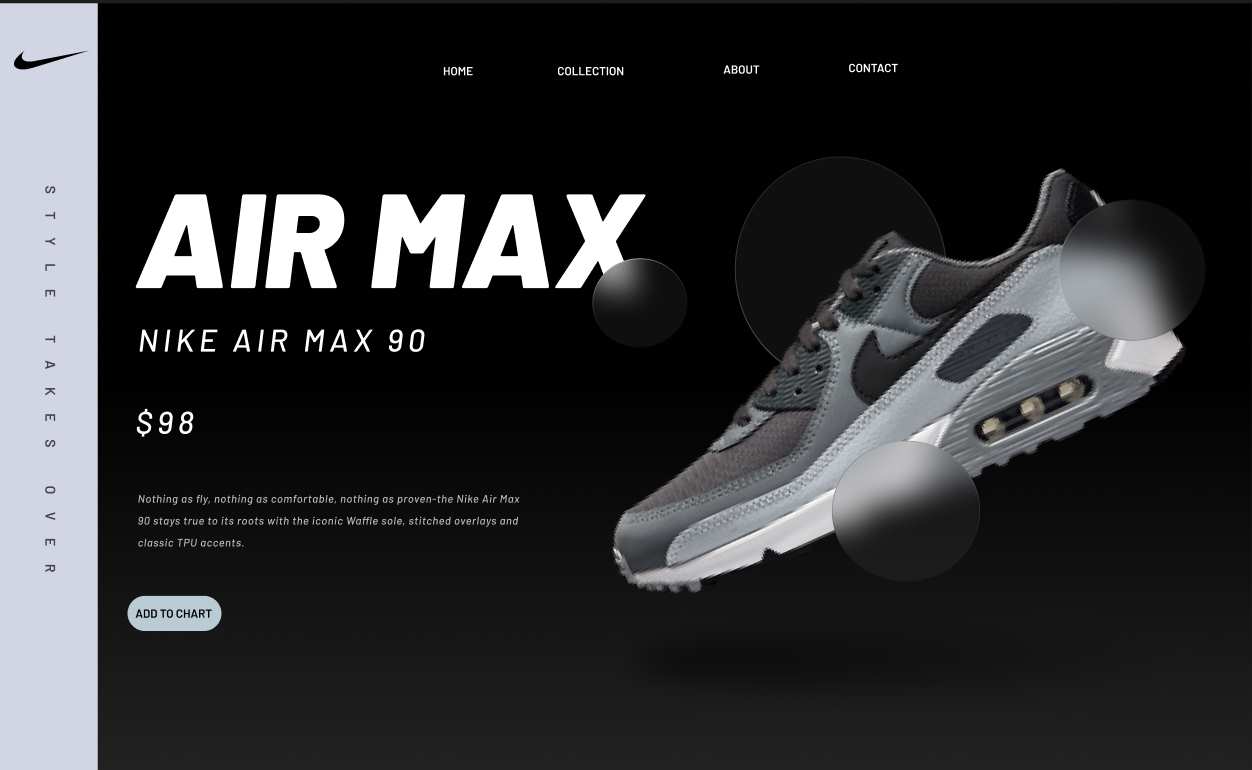 HOME
COLLECTION
ABOUT
CONTACT
STYLE TAKES OVER
AIR MAX
NIKE AIR MAX 90
$98
Nothing as fly, nothing as comfortable, nothing as proven-the Nike Air Max
90 stays true to its roots with the iconic Waffle sole, stitched overlays and
classic TPU accents.
ADD TO CHART